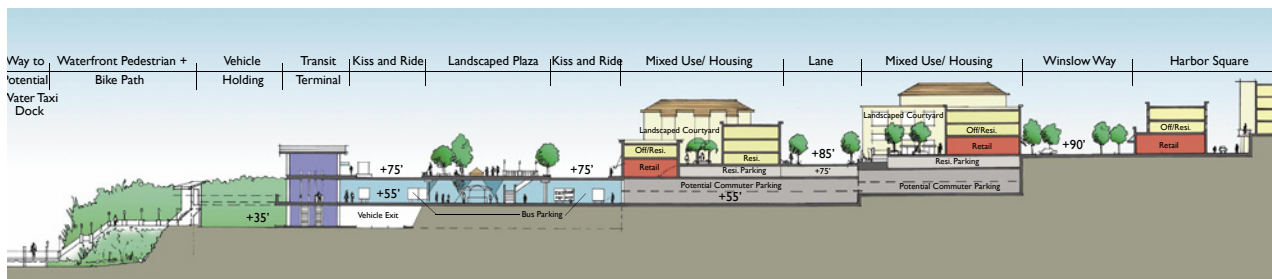 Way to
Potential
Water Taxi
Dock
Waterfront Pedestrian +
Bike Path
Vehicle
Holding
Transit
Terminal
Kiss and Ride
Landscaped Plaza
Kiss and Ride
Mixed Use/ Housing
Lane
Mixed Use/ Housing
Winslow Way
Harbor Square
Landscaped Courtyard
Off/Resi.
Retail
Resi.
Resi. Parking
Potential Commuter Parking
+55’
+75’
+55’
+75’
+35’
Vehicle Exit
Bus Parking
+85’
+75’
Landscaped Courtyard
Off/Resi.
Retail
Resi. Parking
Potential Commuter Parking
+90’
Off/Resi.
Retail